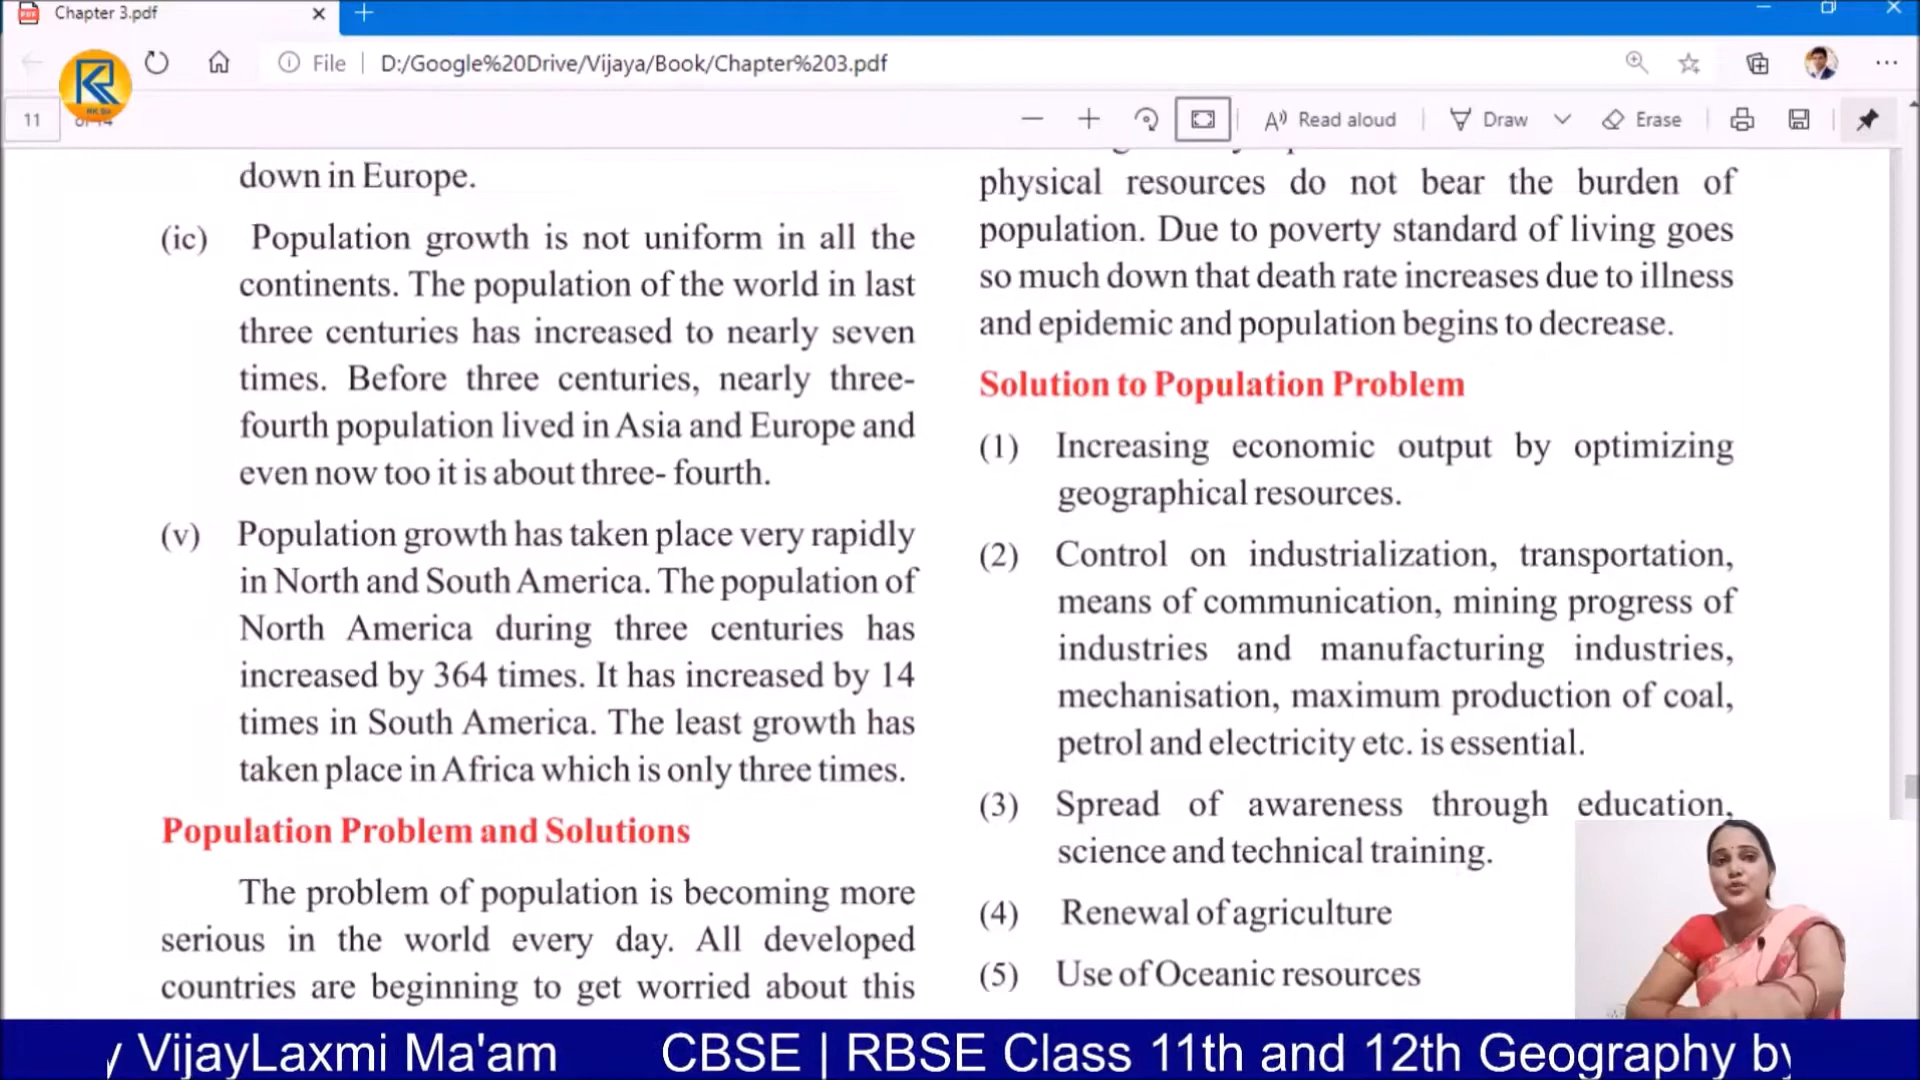 Chapter 3.pdf
File
D:/Google%20Drive/Vijaya/Book/Chapter%203.pdf
11
of 14
Read aloud
Draw
Erase
down in Europe.
(ic) Population growth is not uniform in all the
continents. The population of the world in last
three centuries has increased to nearly seven
times. Before three centuries, nearly three-
fourth population lived in Asia and Europe and
even now too it is about three- fourth.
(v) Population growth has taken place very rapidly
in North and South America. The population of
North America during three centuries has
increased by 364 times. It has increased by 14
times in South America. The least growth has
taken place in Africa which is only three times.
Population Problem and Solutions
The problem of population is becoming more
serious in the world every day. All developed
countries are beginning to get worried about this
physical resources do not bear the burden of
population. Due to poverty standard of living goes
so much down that death rate increases due to illness
and epidemic and population begins to decrease.
Solution to Population Problem
(1) Increasing economic output by optimizing
geographical resources.
(2) Control on industrialization, transportation,
means of communication, mining progress of
industries and manufacturing industries,
mechanisation, maximum production of coal,
petrol and electricity etc. is essential.
(3) Spread of awareness through education,
science and technical training.
(4) Renewal of agriculture
(5) Use of Oceanic resources
VijayLaxmi Ma'am CBSE | RBSE Class 11th and 12th Geography by